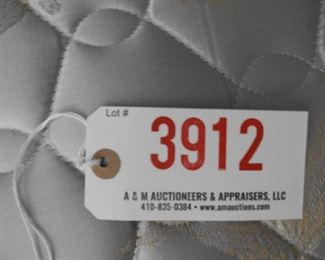 Lot #
3912
A & M AUCTIONEERS & APPRAISERS, LLC
410-835-0384 • www.amauctions.com